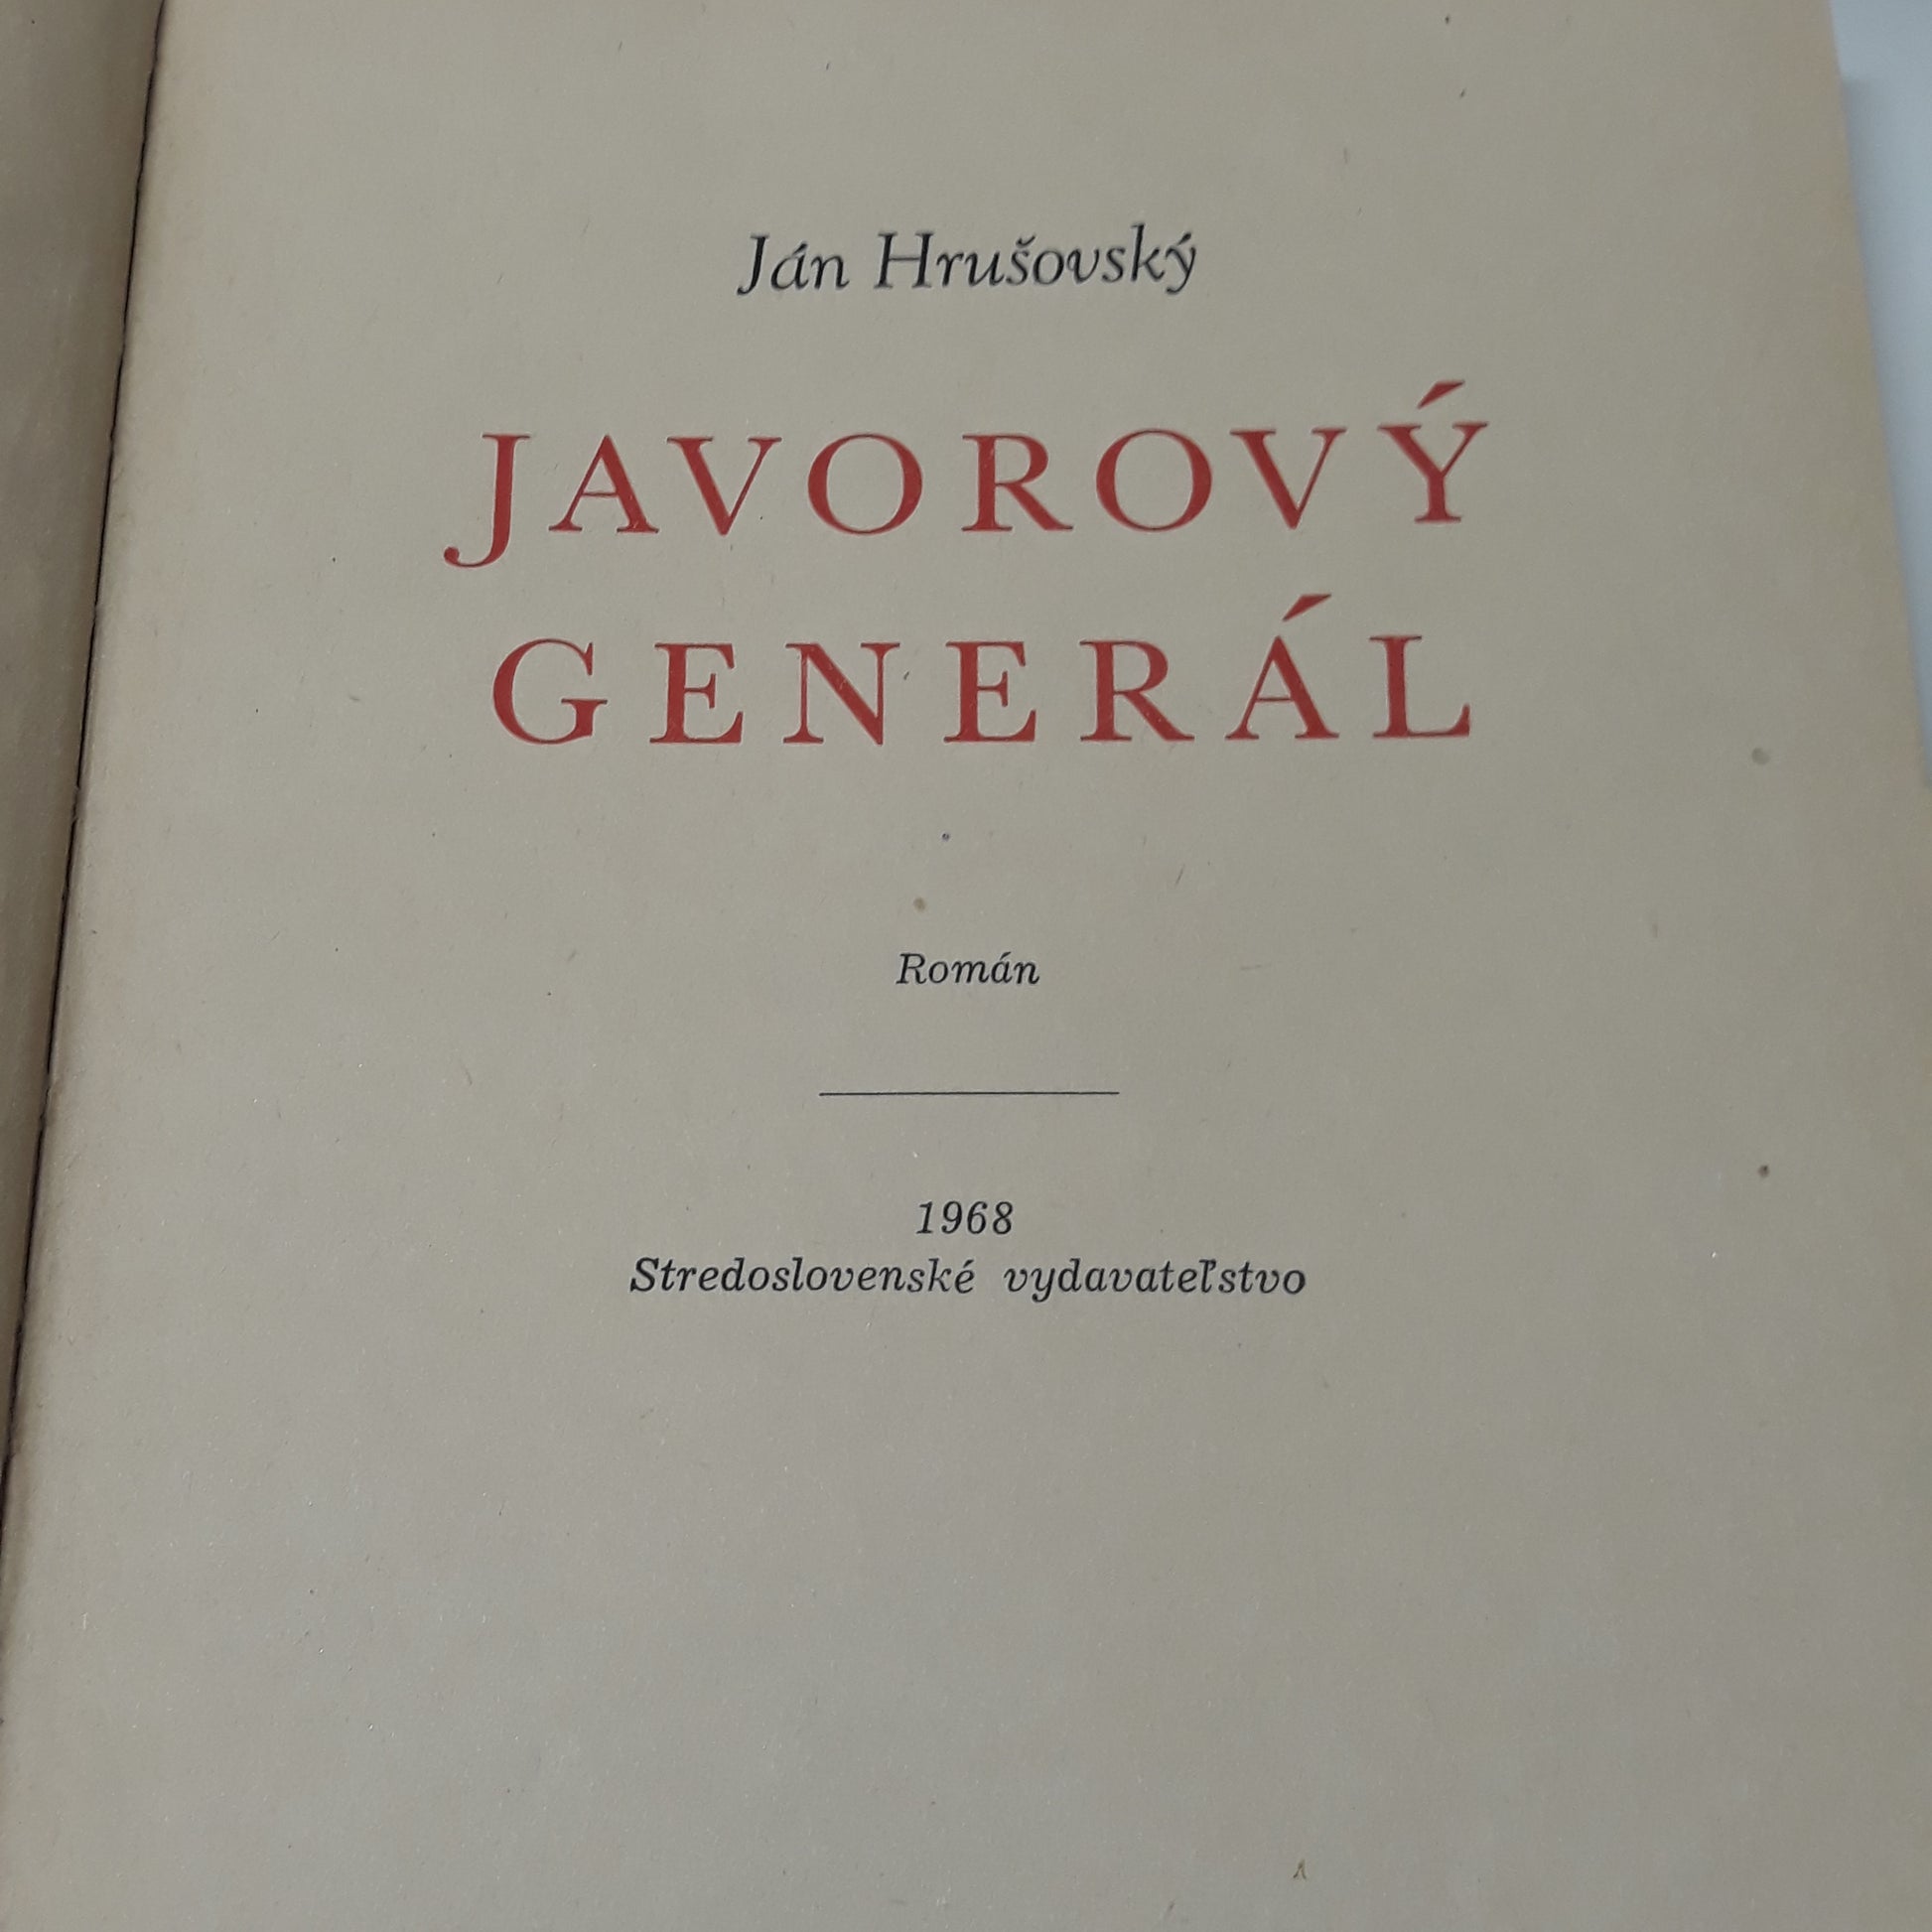 Ján Hrušovský
JAVOROVÝ
GENERÁL
Román
1968
Stredoslovenské vydavateľstvo